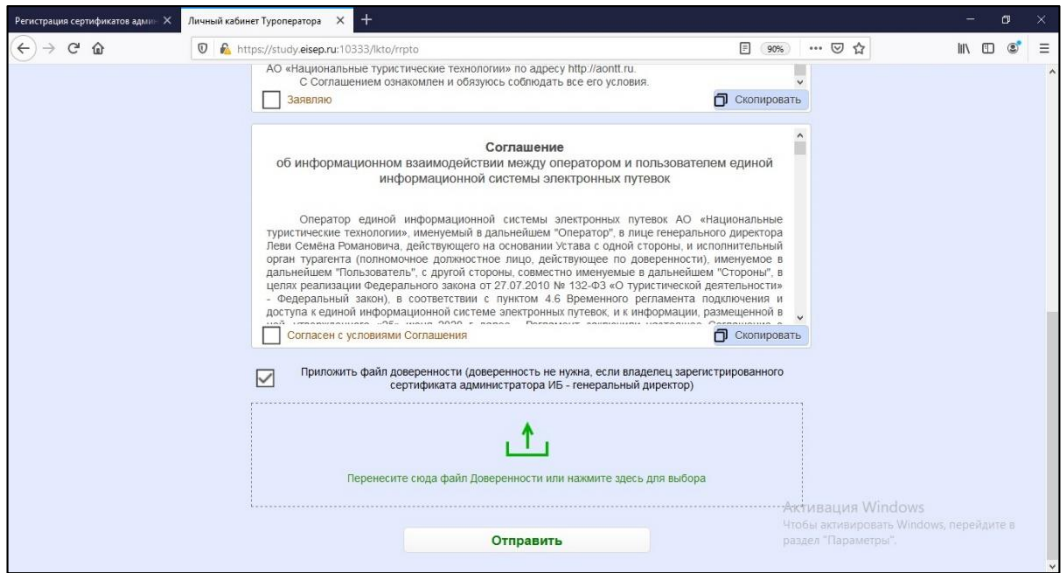 Регистрация сертификатов админ
Личный кабинет Туроператора
https://study.eisep.ru:10333/lkto/rrpto
90%
АО «Национальные туристические технологии» по адресу http://aontt.ru.
С Соглашением ознакомлен и обязуюсь соблюдать все его условия.
Заявляю
Скопировать
Соглашение
об информационном взаимодействии между оператором и пользователем единой
информационной системы электронных путевок
Оператор единой информационной системы электронных путевок АО «Национальные
туристические технологии», именуемый в дальнейшем "Оператор", в лице генерального директора
Леви Семёна Романовича, действующего на основании Устава с одной стороны, и исполнительный
орган турагента (полномочное должностное лицо, действующее по доверенности), именуемое в
дальнейшем "Пользователь", с другой стороны, совместно именуемые в дальнейшем "Стороны", в
целях реализации Федерального закона от 27.07.2010 № 132-ФЗ «О туристической деятельности»
- Федеральный закон), в соответствии с пунктом 4.6 Временного регламента подключения и
доступа к единой информационной системе электронных путевок, и к информации, размещенной в
Согласен с условиями Соглашения
Скопировать
Приложить файл доверенности (доверенность не нужна, если владелец зарегистрированного
сертификата администратора ИБ - генеральный директор)
Перенесите сюда файл Доверенности или нажмите здесь для выбора
Активация Windows
Чтобы активировать Windows, перейдите в
раздел "Параметры".
Отправить